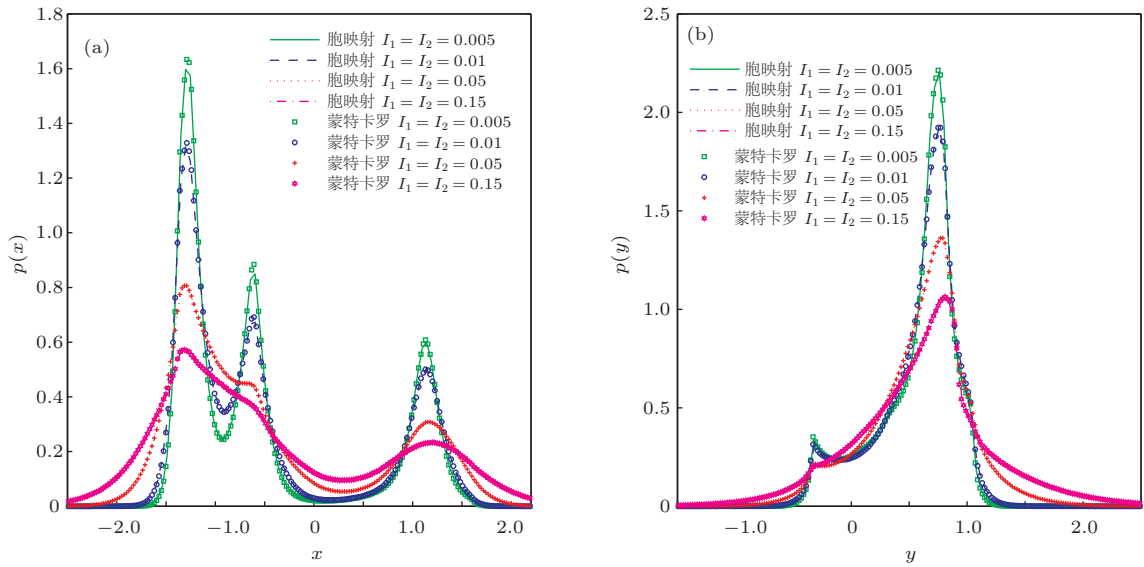 (a)
胞映射 I₁ = I₂ = 0.005
胞映射 I₁ = I₂ = 0.01
胞映射 I₁ = I₂ = 0.05
胞映射 I₁ = I₂ = 0.15
蒙特卡罗 I₁ = I₂ = 0.005
蒙特卡罗 I₁ = I₂ = 0.01
蒙特卡罗 I₁ = I₂ = 0.05
蒙特卡罗 I₁ = I₂ = 0.15
1.8
1.6
1.4
1.2
1.0
0.8
0.6
0.4
0.2
0
p(x)
−2.0 −1.0 0 1.0 2.0
x
(b)
胞映射 I₁ = I₂ = 0.005
胞映射 I₁ = I₂ = 0.01
胞映射 I₁ = I₂ = 0.05
胞映射 I₁ = I₂ = 0.15
蒙特卡罗 I₁ = I₂ = 0.005
蒙特卡罗 I₁ = I₂ = 0.01
蒙特卡罗 I₁ = I₂ = 0.05
蒙特卡罗 I₁ = I₂ = 0.15
2.5
2.0
1.5
1.0
0.5
0
p(y)
−1.0 0 1.0 2.0
y